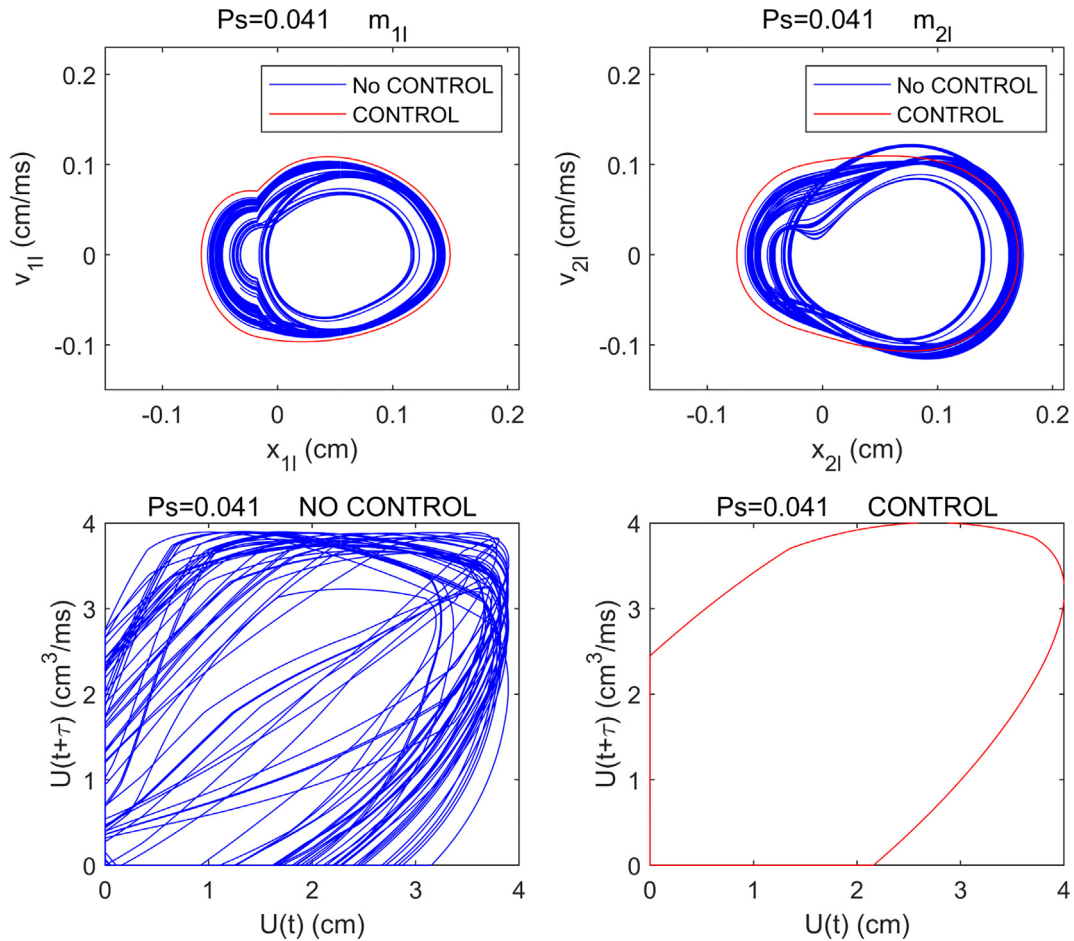 Ps=0.041 m1l
v1l (cm/ms)
0.2
0.1
0
-0.1
No CONTROL
CONTROL
-0.1 0 0.1 0.2
x1l (cm)
Ps=0.041 m2l
v2l (cm/ms)
0.2
0.1
0
-0.1
No CONTROL
CONTROL
-0.1 0 0.1 0.2
x2l (cm)
Ps=0.041 NO CONTROL
U(t+τ) (cm³/ms)
4
3
2
1
0
0 1 2 3 4
U(t) (cm)
Ps=0.041 CONTROL
U(t+τ) (cm³/ms)
4
3
2
1
0
0 1 2 3 4
U(t) (cm)